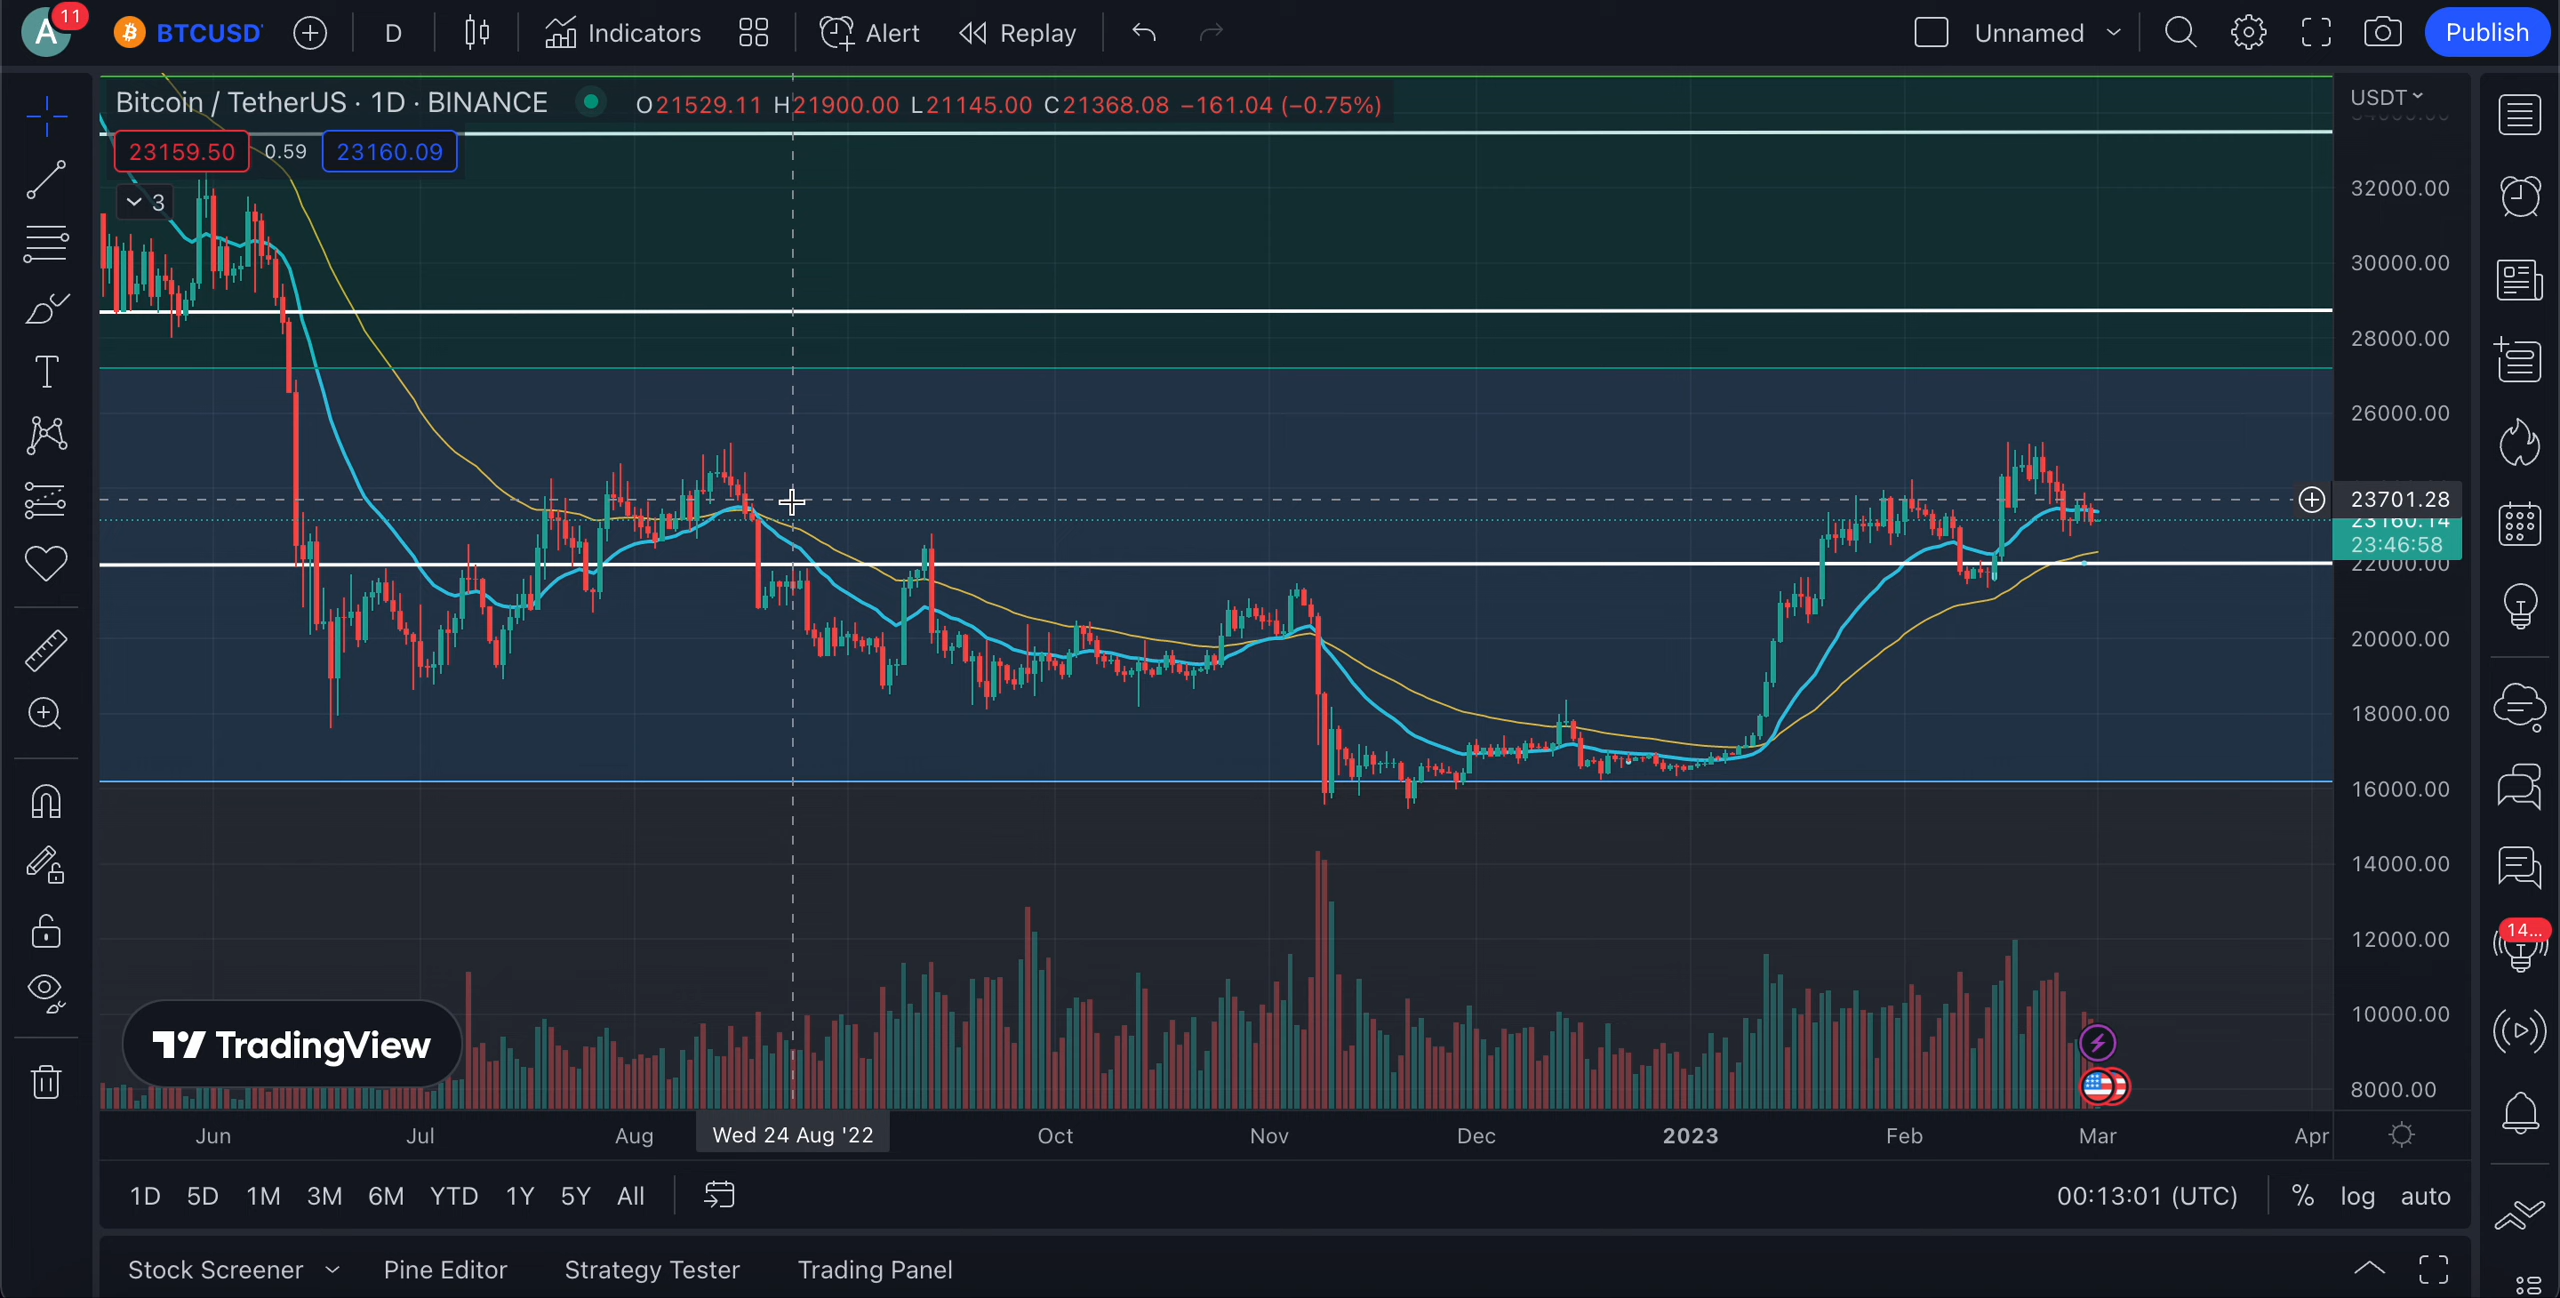 A 11 BTCUSD D Indicators Alert Replay Unnamed Publish
Bitcoin / TetherUS · 1D · BINANCE O21529.11 H21900.00 L21145.00 C21368.08 −161.04 (−0.75%)
USDT
23159.50 0.59 23160.09
3
32000.00
30000.00
28000.00
26000.00
23701.28
23160.14
23:46:58
22000.00
20000.00
18000.00
16000.00
14000.00
12000.00
14...
10000.00
TradingView
8000.00
Jun Jul Aug Wed 24 Aug '22 Oct Nov Dec 2023 Feb Mar Apr
1D 5D 1M 3M 6M YTD 1Y 5Y All 00:13:01 (UTC) % log auto
Stock Screener Pine Editor Strategy Tester Trading Panel